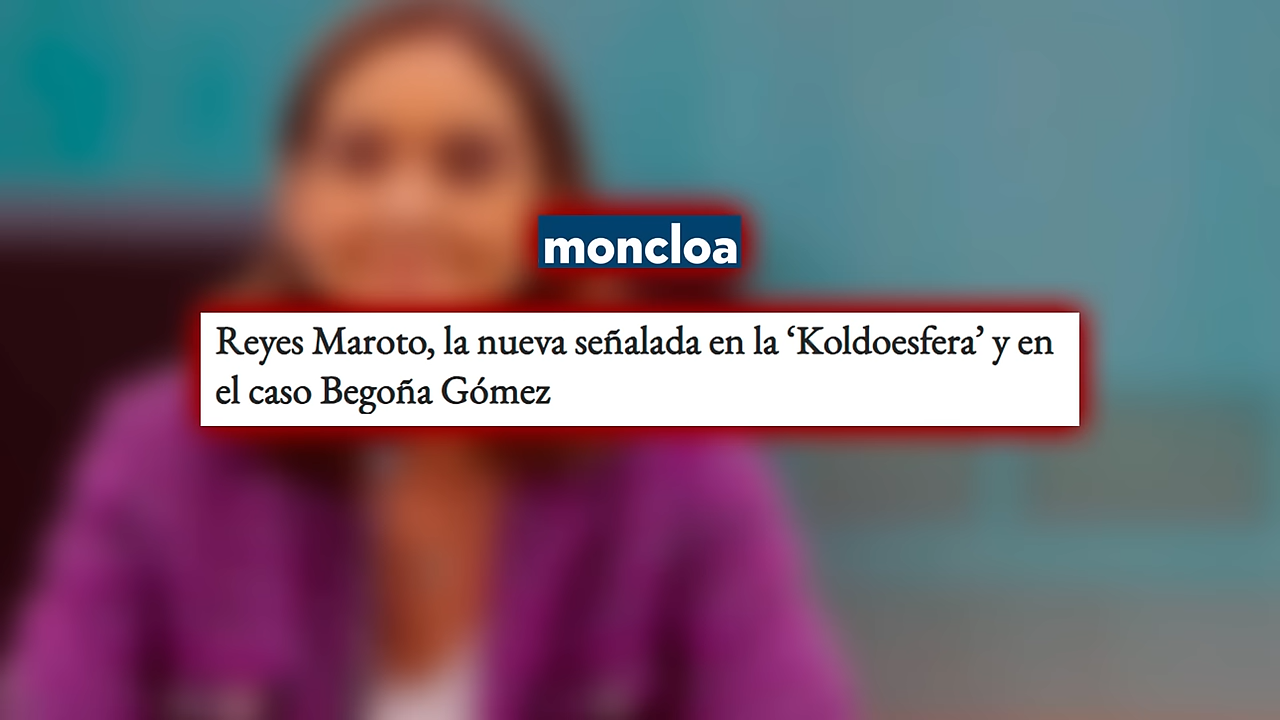 moncloa
Reyes Maroto, la nueva señalada en la ‘Koldoesfera’ y en
el caso Begoña Gómez